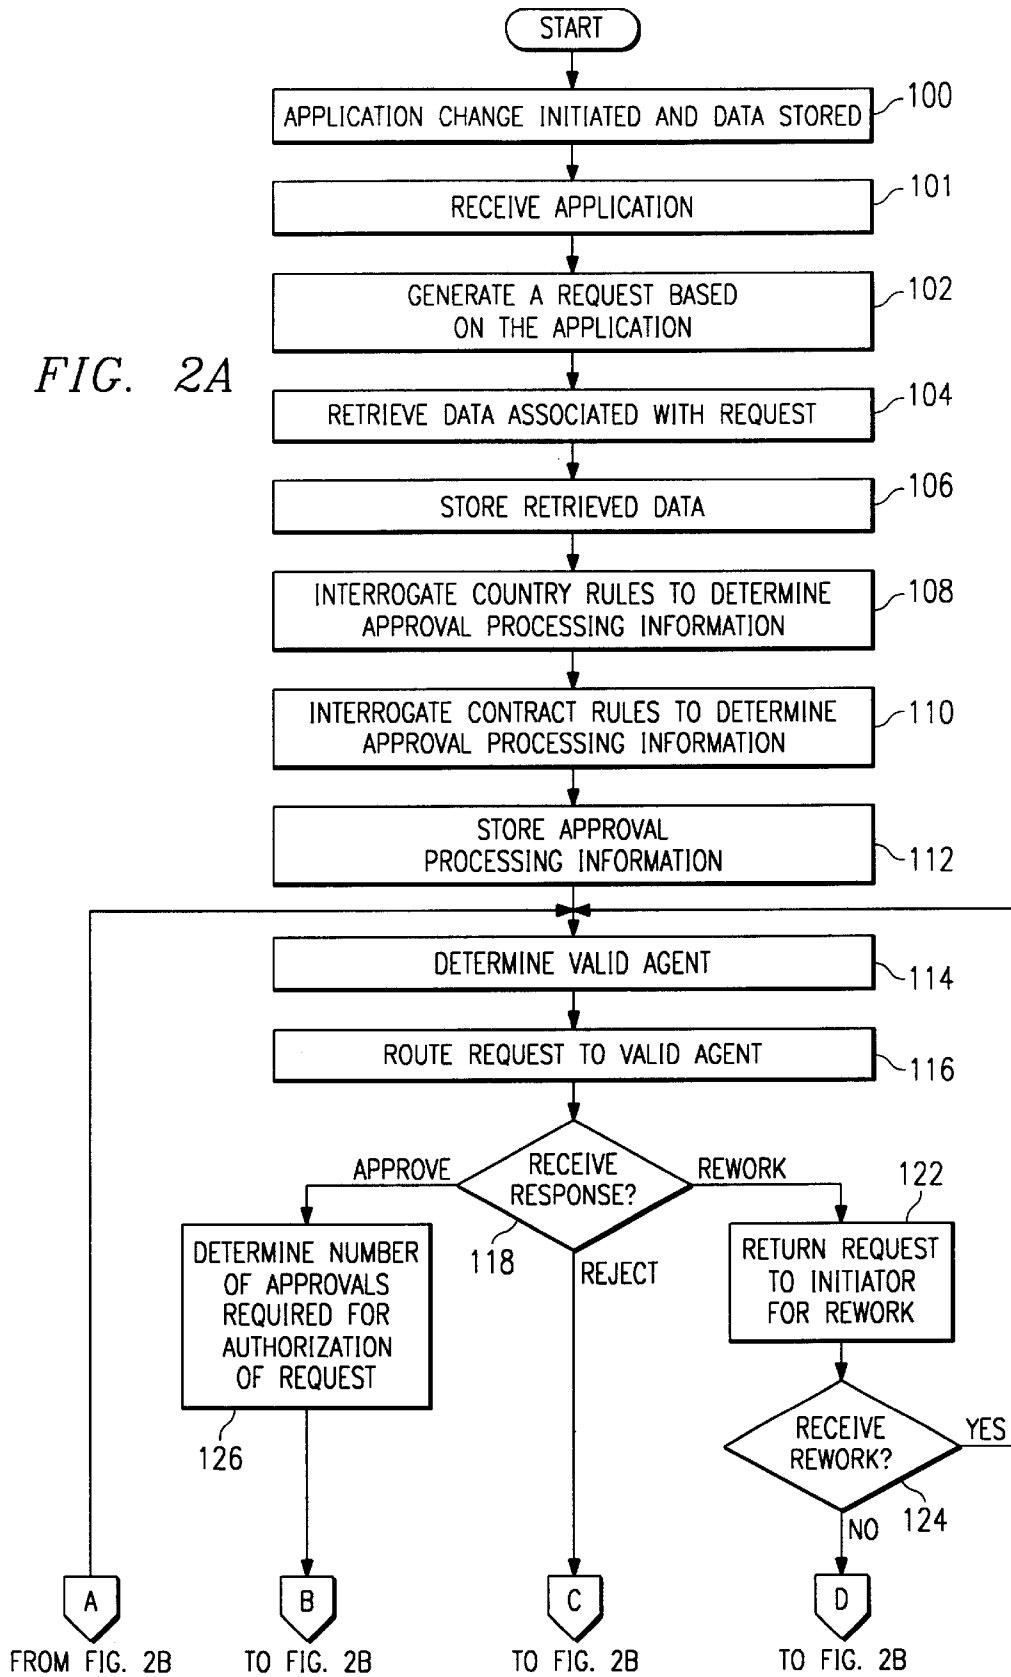 START
APPLICATION CHANGE INITIATED AND DATA STORED
100
RECEIVE APPLICATION
101
GENERATE A REQUEST BASED
ON THE APPLICATION
102
FIG. 2A
RETRIEVE DATA ASSOCIATED WITH REQUEST
104
STORE RETRIEVED DATA
106
INTERROGATE COUNTRY RULES TO DETERMINE
APPROVAL PROCESSING INFORMATION
108
INTERROGATE CONTRACT RULES TO DETERMINE
APPROVAL PROCESSING INFORMATION
110
STORE APPROVAL
PROCESSING INFORMATION
112
DETERMINE VALID AGENT
114
ROUTE REQUEST TO VALID AGENT
116
APPROVE
RECEIVE
RESPONSE?
REWORK
118
REJECT
122
DETERMINE NUMBER
OF APPROVALS
REQUIRED FOR
AUTHORIZATION
OF REQUEST
126
RETURN REQUEST
TO INITIATOR
FOR REWORK
RECEIVE
REWORK?
YES
124
NO
A
FROM FIG. 2B
B
TO FIG. 2B
C
TO FIG. 2B
D
TO FIG. 2B